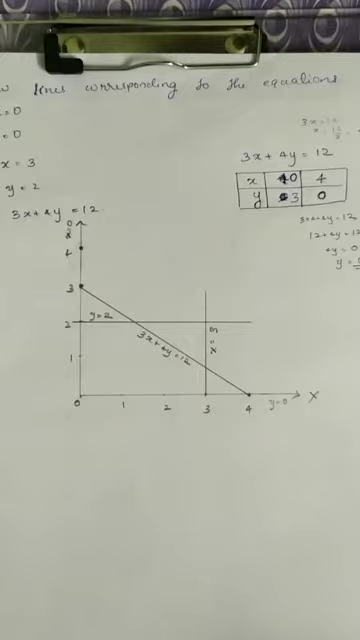 lines corresponding to the equations
=0
=0
x = 3
y = 2
3x+4y = 12
3x + 4y = 12
x 0 4
y 3 0
3x+4y=12
12+4y=12
4y=0
y=0
4
3
2
1
0
1 2 3 4
y=2
3x+4y=12
x=3
y=0
X